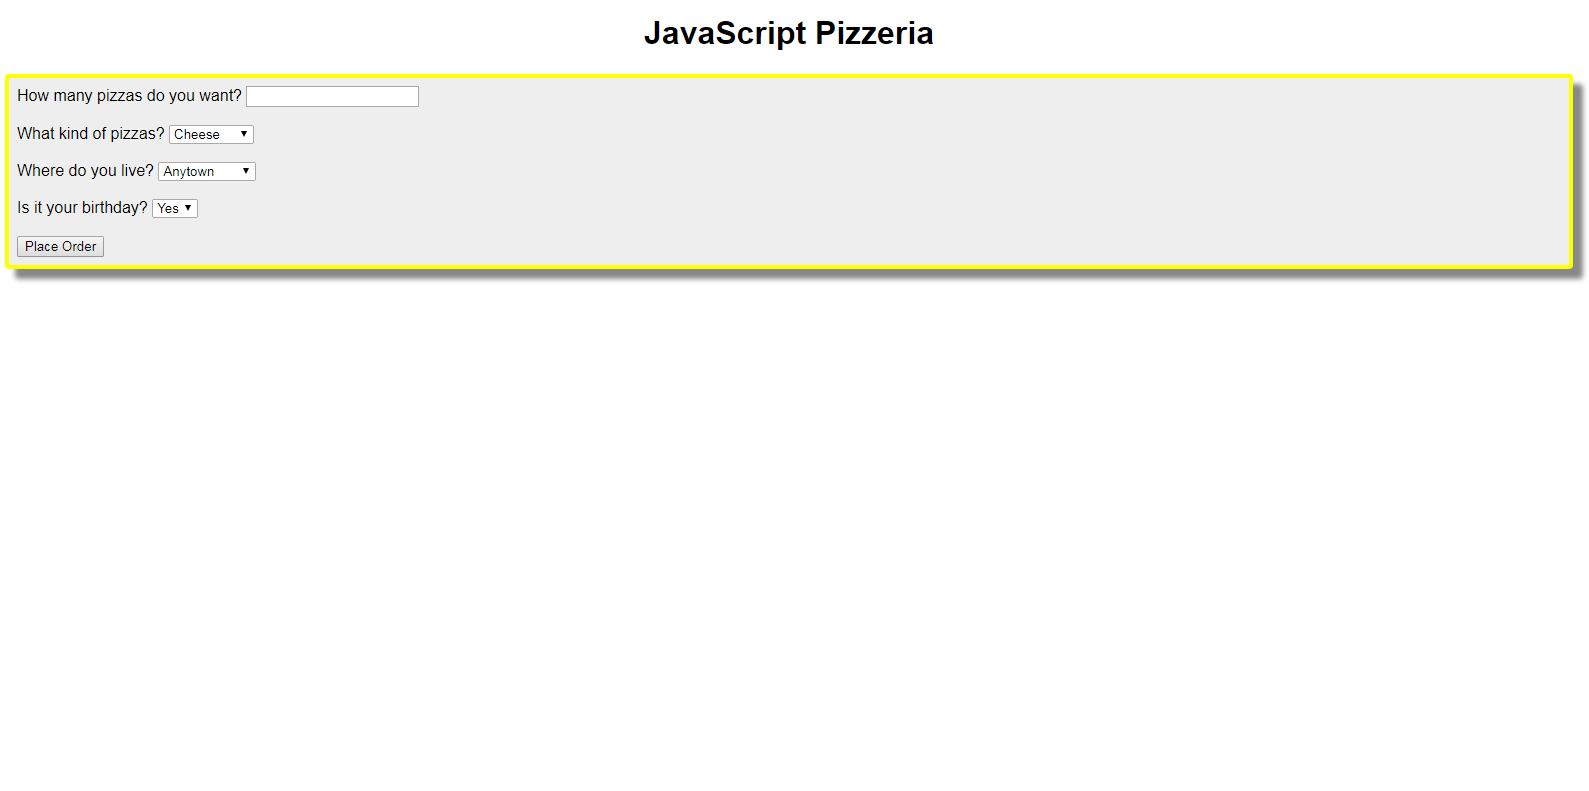 JavaScript Pizzeria
How many pizzas do you want?
What kind of pizzas? Cheese
Where do you live? Anytown
Is it your birthday? Yes
Place Order